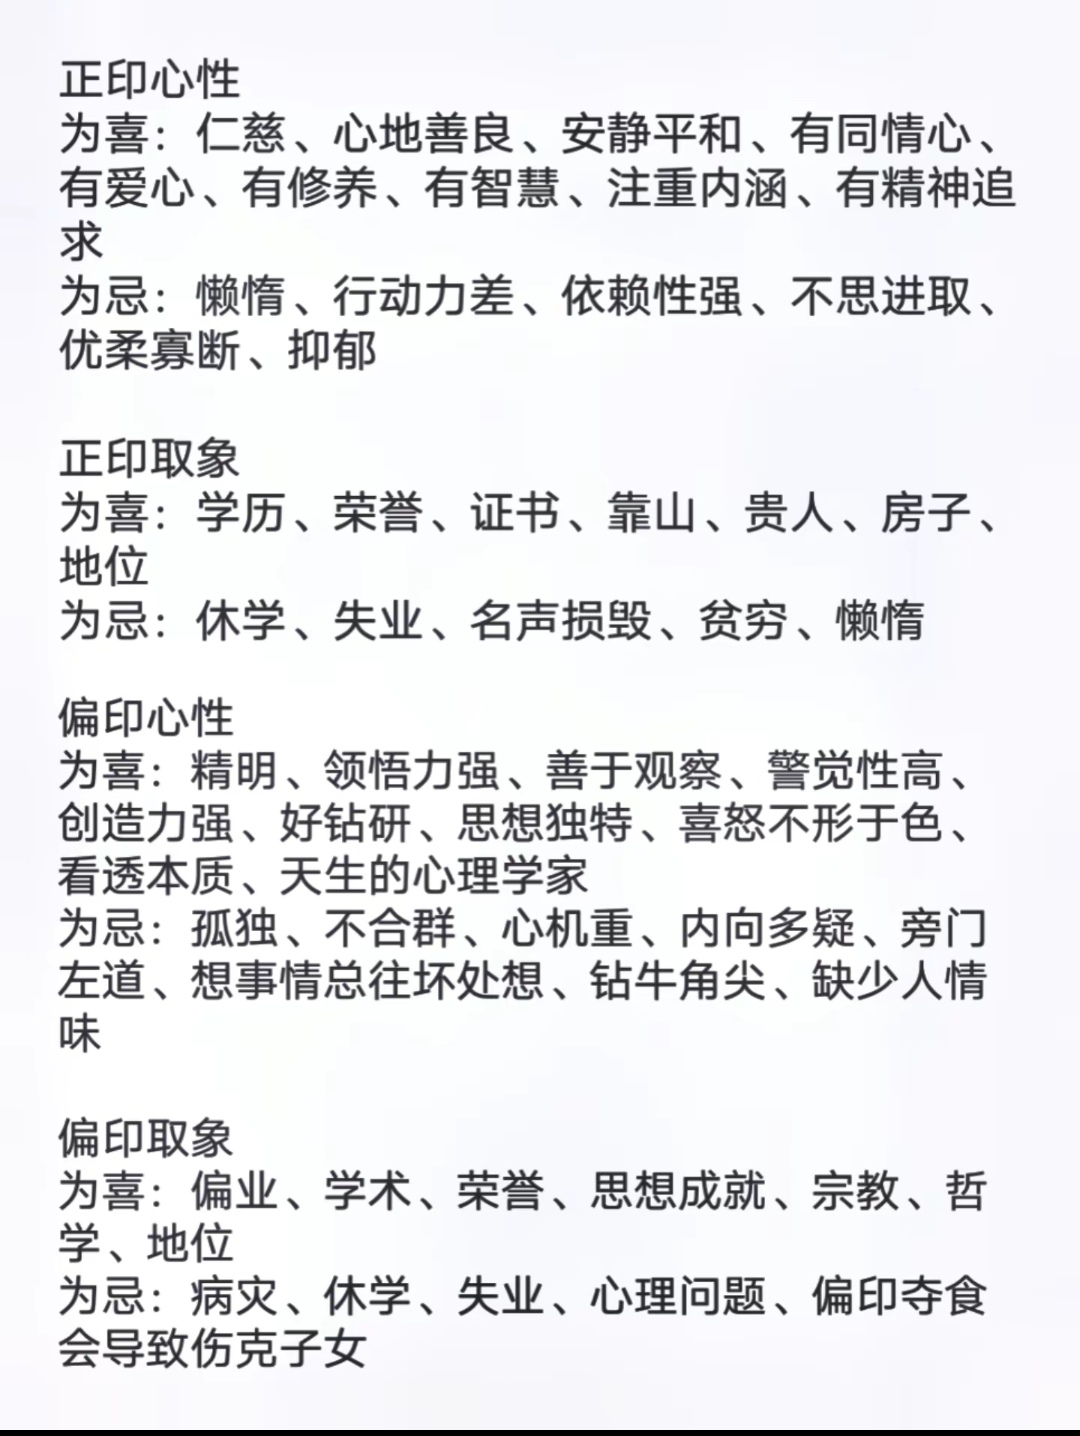 正印心性
为喜：仁慈、心地善良、安静平和、有同情心、
有爱心、有修养、有智慧、注重内涵、有精神追
求
为忌：懒惰、行动力差、依赖性强、不思进取、
优柔寡断、抑郁
正印取象
为喜：学历、荣誉、证书、靠山、贵人、房子、
地位
为忌：休学、失业、名声损毁、贫穷、懒惰
偏印心性
为喜：精明、领悟力强、善于观察、警觉性高、
创造力强、好钻研、思想独特、喜怒不形于色、
看透本质、天生的心理学家
为忌：孤独、不合群、心机重、内向多疑、旁门
左道、想事情总往坏处想、钻牛角尖、缺少人情
味
偏印取象
为喜：偏业、学术、荣誉、思想成就、宗教、哲
学、地位
为忌：病灾、休学、失业、心理问题、偏印夺食
会导致伤克子女